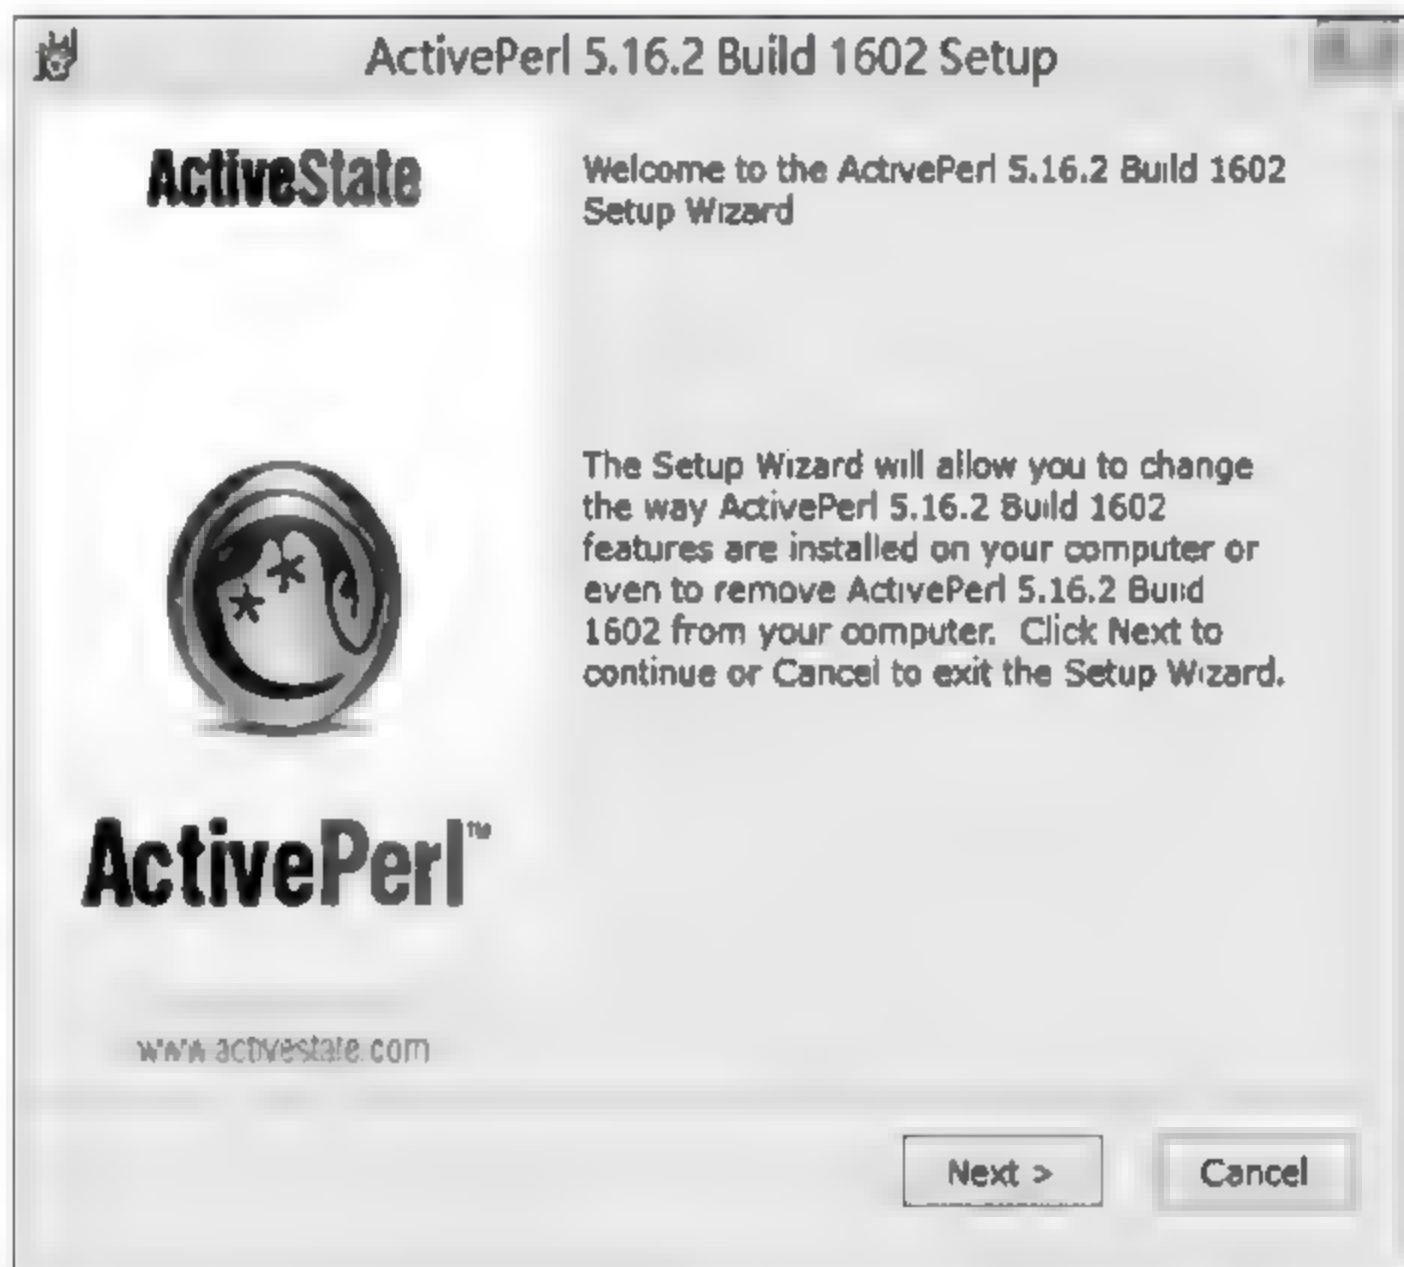 ActivePerl 5.16.2 Build 1602 Setup
ActiveState
Welcome to the ActivePerl 5.16.2 Build 1602
Setup Wizard
The Setup Wizard will allow you to change
the way ActivePerl 5.16.2 Build 1602
features are installed on your computer or
even to remove ActivePerl 5.16.2 Build
1602 from your computer.  Click Next to
continue or Cancel to exit the Setup Wizard.
ActivePerl™
www.activestate.com
Next >
Cancel